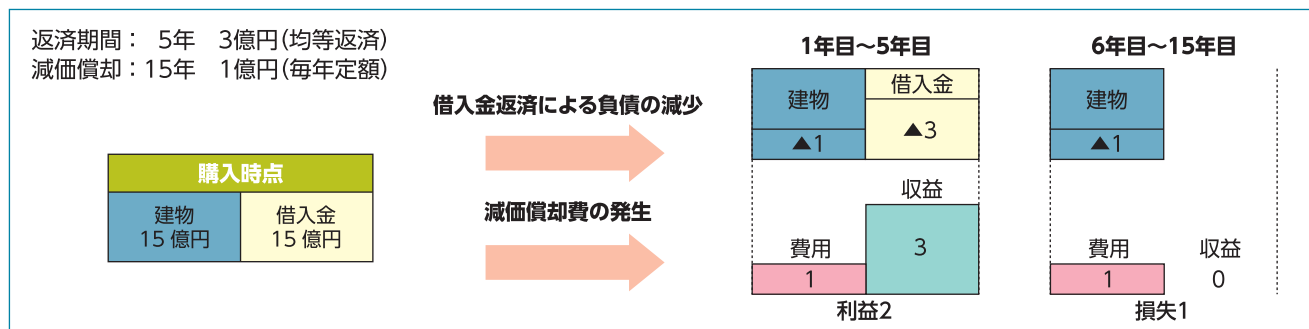 返済期間： 5年　3億円(均等返済)
減価償却：15年　1億円(毎年定額)
購入時点
建物
15 億円
借入金
15 億円
借入金返済による負債の減少
減価償却費の発生
1年目～5年目
建物
▲1
借入金
▲3
費用
1
収益
3
利益2
6年目～15年目
建物
▲1
費用
1
収益
0
損失1